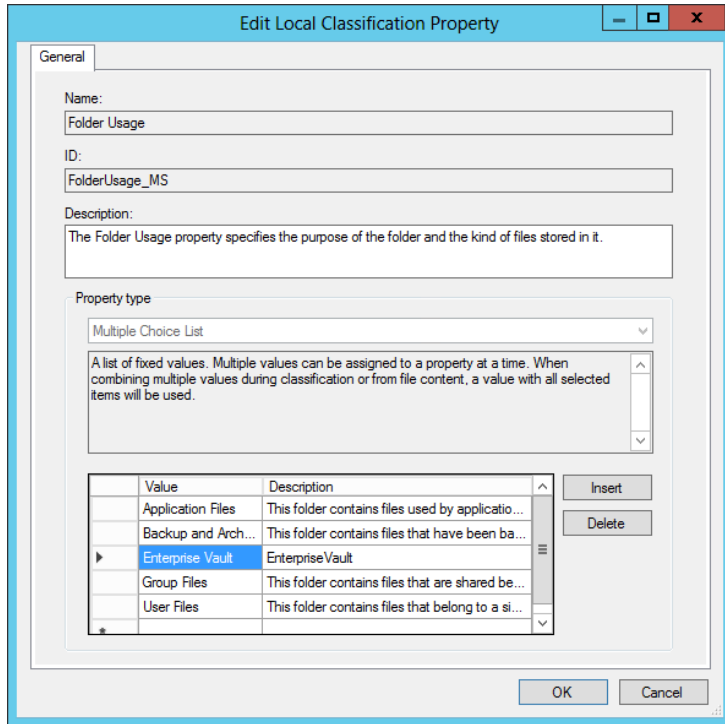 Edit Local Classification Property
x
General
Name:
Folder Usage
ID:
FolderUsage_MS
Description:
The Folder Usage property specifies the purpose of the folder and the kind of files stored in it.
Property type
Multiple Choice List
A list of fixed values. Multiple values can be assigned to a property at a time. When
combining multiple values during classification or from file content, a value with all selected
items will be used.
Value Description
Application Files This folder contains files used by applicatio...
Backup and Arch... This folder contains files that have been ba...
Enterprise Vault EnterpriseVault
Group Files This folder contains files that are shared be...
User Files This folder contains files that belong to a si...
*
Insert
Delete
OK Cancel